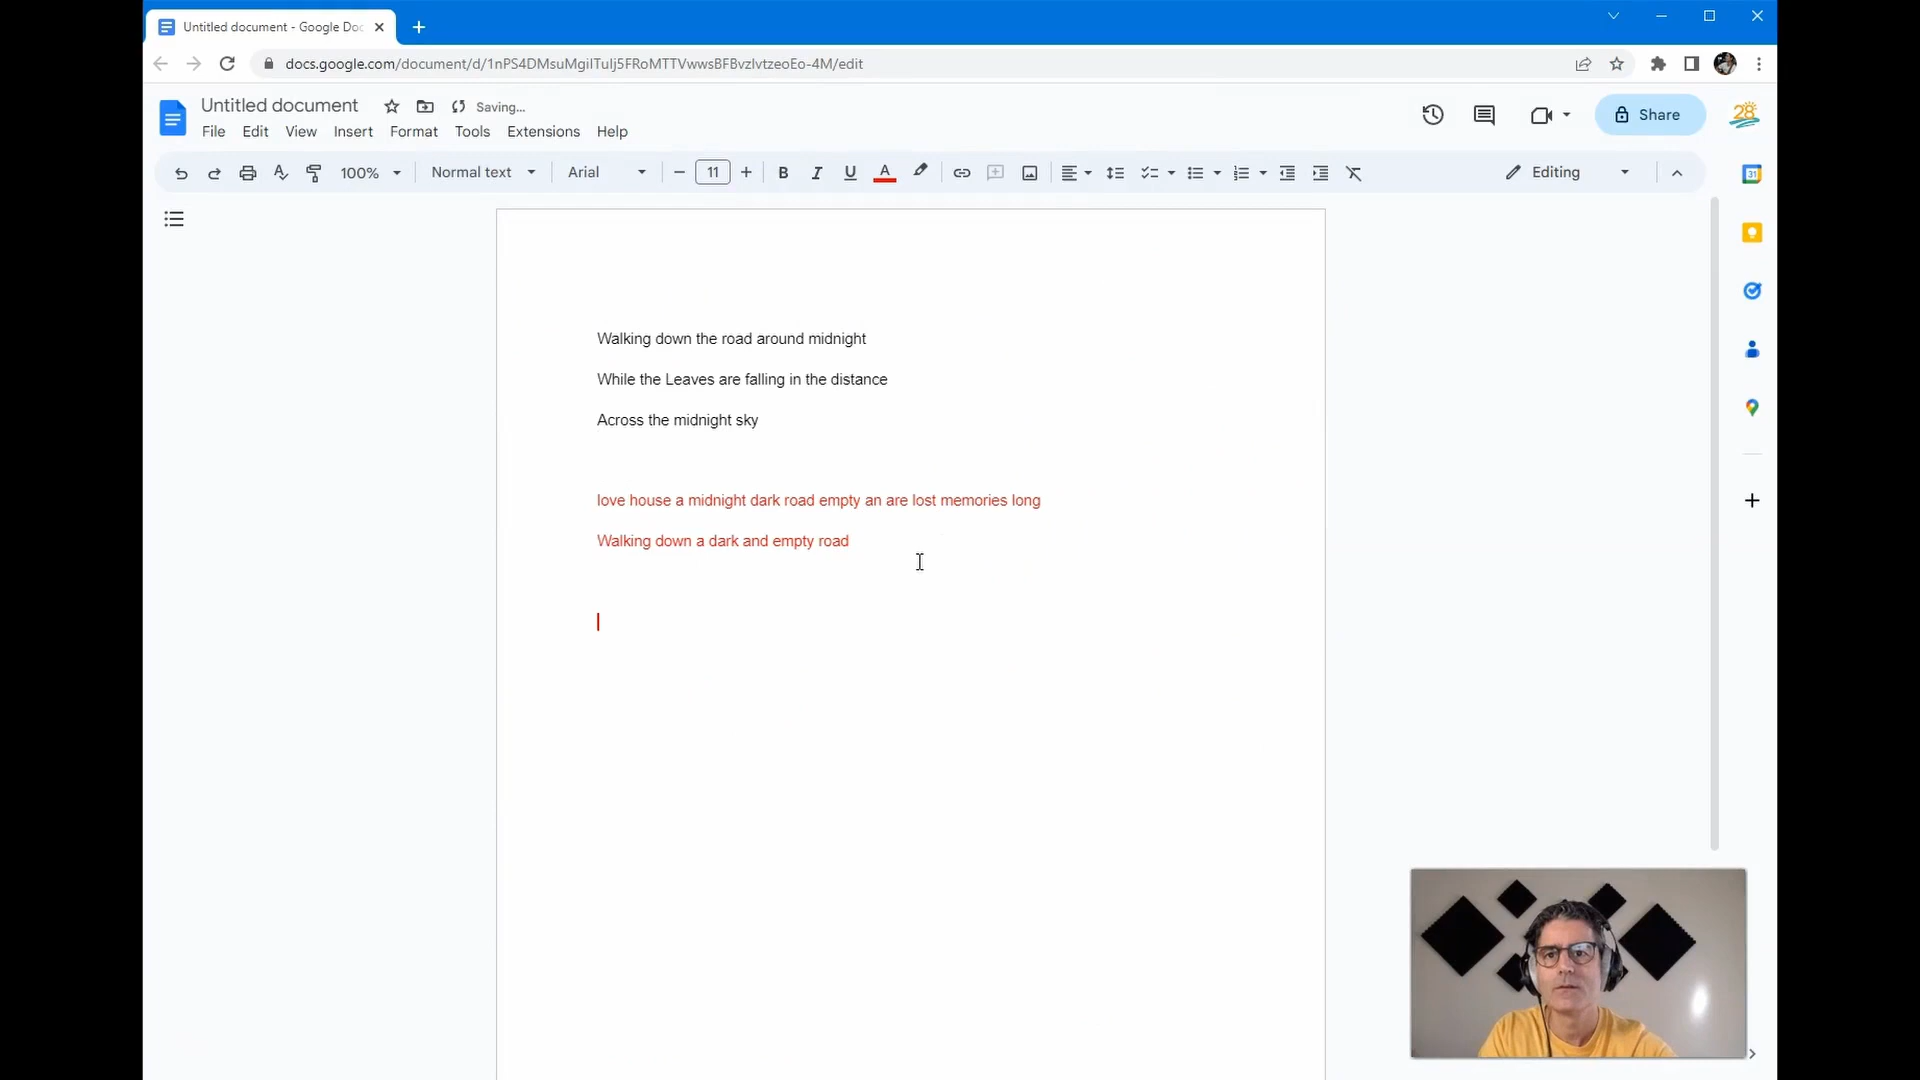 Untitled document - Google Doc
docs.google.com/document/d/1nPS4DMsuMgiITuIj5FRoMTTVwwsBFBvzIvtzeoEo-4M/edit
Untitled document Saving...
File Edit View Insert Format Tools Extensions Help
Share
28
100% Normal text Arial 11 B I U A Editing
31
Walking down the road around midnight
While the Leaves are falling in the distance
Across the midnight sky
love house a midnight dark road empty an are lost memories long
Walking down a dark and empty road